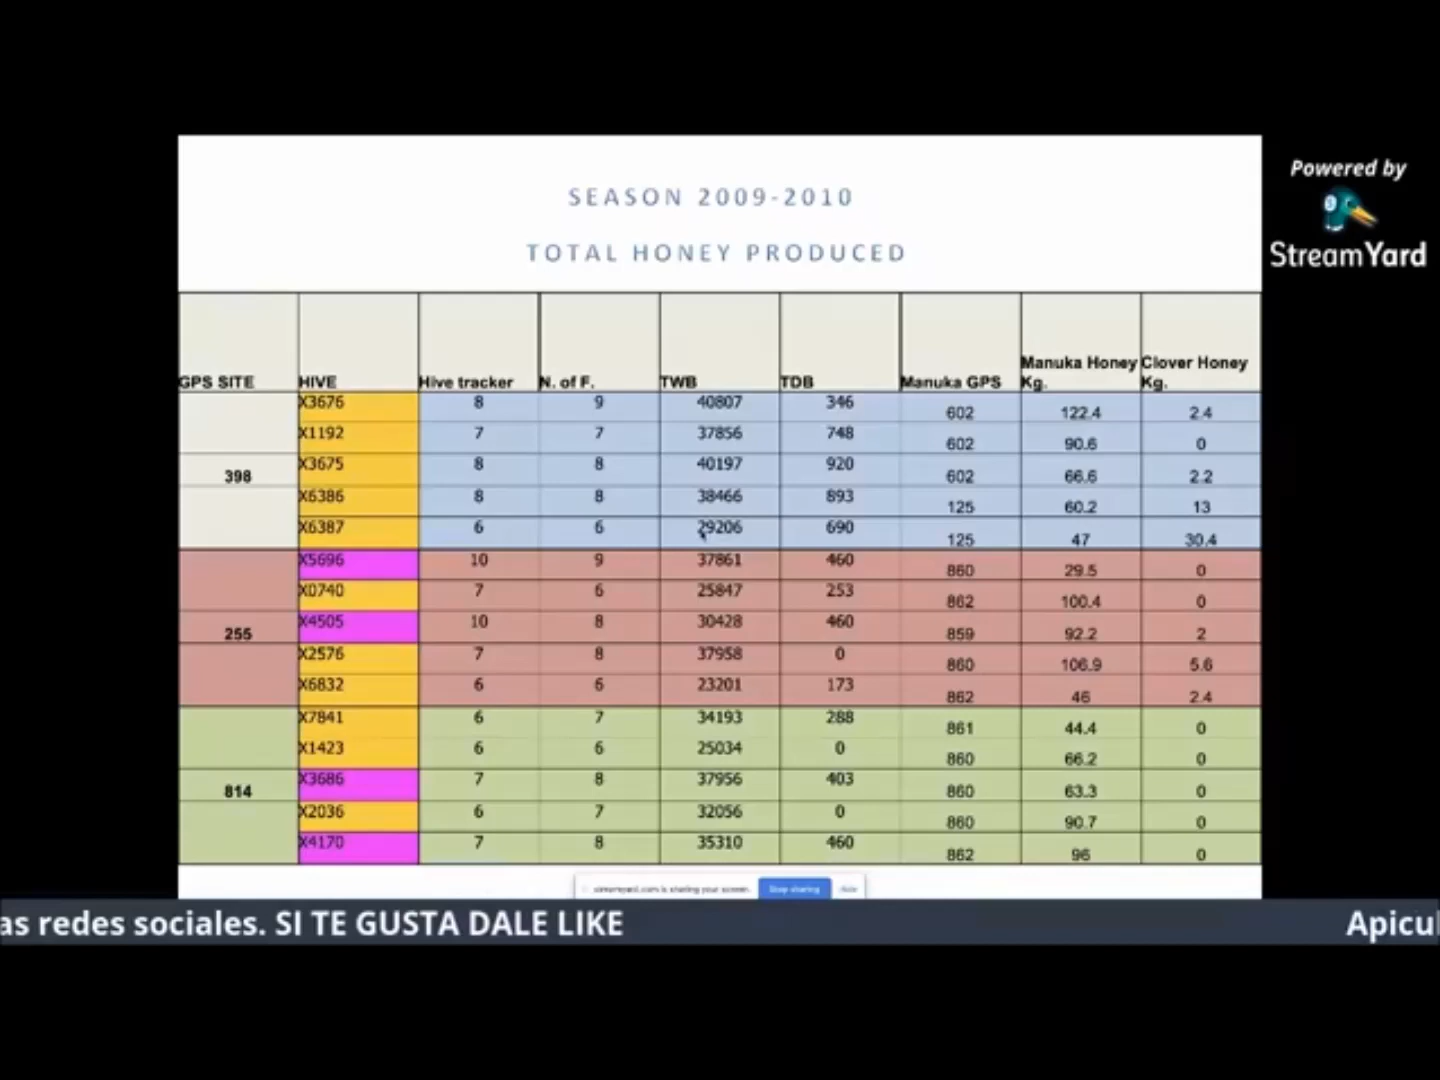 SEASON 2009-2010
TOTAL HONEY PRODUCED
Powered by
StreamYard
GPS SITE HIVE Hive tracker N. of F. TWB TDB Manuka GPS Manuka Honey Kg. Clover Honey Kg.
398
X3676 8 9 40807 346 602 122.4 2.4
X1192 7 7 37856 748 602 90.6 0
X3675 8 8 40197 920 602 66.6 2.2
X6386 8 8 38466 893 125 60.2 13
X6387 6 6 29206 690 125 47 30.4
255
X5696 10 9 37861 460 860 29.5 0
X0740 7 6 25847 253 862 100.4 0
X4505 10 8 30428 460 859 92.2 2
X2576 7 8 37958 0 860 106.9 5.6
X6832 6 6 23201 173 862 46 2.4
814
X7841 6 7 34193 288 861 44.4 0
X1423 6 6 25034 0 860 66.2 0
X3686 7 8 37956 403 860 63.3 0
X2036 6 7 32056 0 860 90.7 0
X4170 7 8 35310 460 862 96 0
streamyard.com is sharing your screen. Stop sharing Hide
as redes sociales. SI TE GUSTA DALE LIKE Apicul